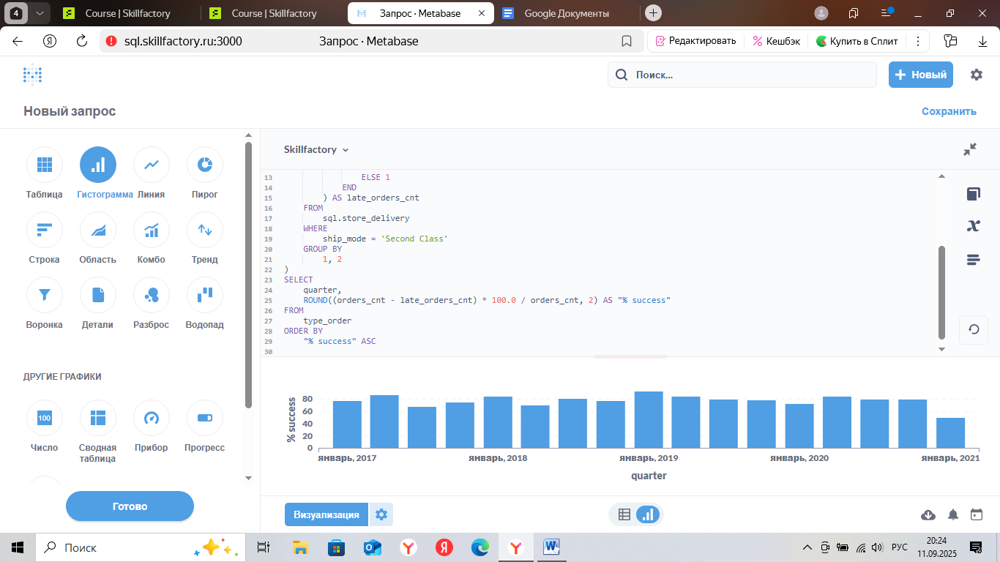 4
Course | Skillfactory
Course | Skillfactory
Запрос · Metabase
Google Документы
Я
sql.skillfactory.ru:3000
Запрос · Metabase
Редактировать
Кешбэк
Купить в Сплит
Поиск...
Новый
Новый запрос
Сохранить
Таблица
Гистограмма
Линия
Пирог
Строка
Область
Комбо
Тренд
Воронка
Детали
Разброс
Водопад
ДРУГИЕ ГРАФИКИ
100
Число
Сводная таблица
Прибор
Прогресс
Готово
Skillfactory
13 ELSE 1
14 END
15 ) AS late_orders_cnt
16 FROM
17 sql.store_delivery
18 WHERE
19 ship_mode = 'Second Class'
20 GROUP BY
21 1, 2
22 )
23 SELECT
24 quarter,
25 ROUND((orders_cnt - late_orders_cnt) * 100.0 / orders_cnt, 2) AS "% success"
26 FROM
27 type_order
28 ORDER BY
29 "% success" ASC
30
% success
80
60
40
20
0
январь, 2017
январь, 2018
январь, 2019
январь, 2020
январь, 2021
quarter
Визуализация
Поиск
РУС
20:24
11.09.2025